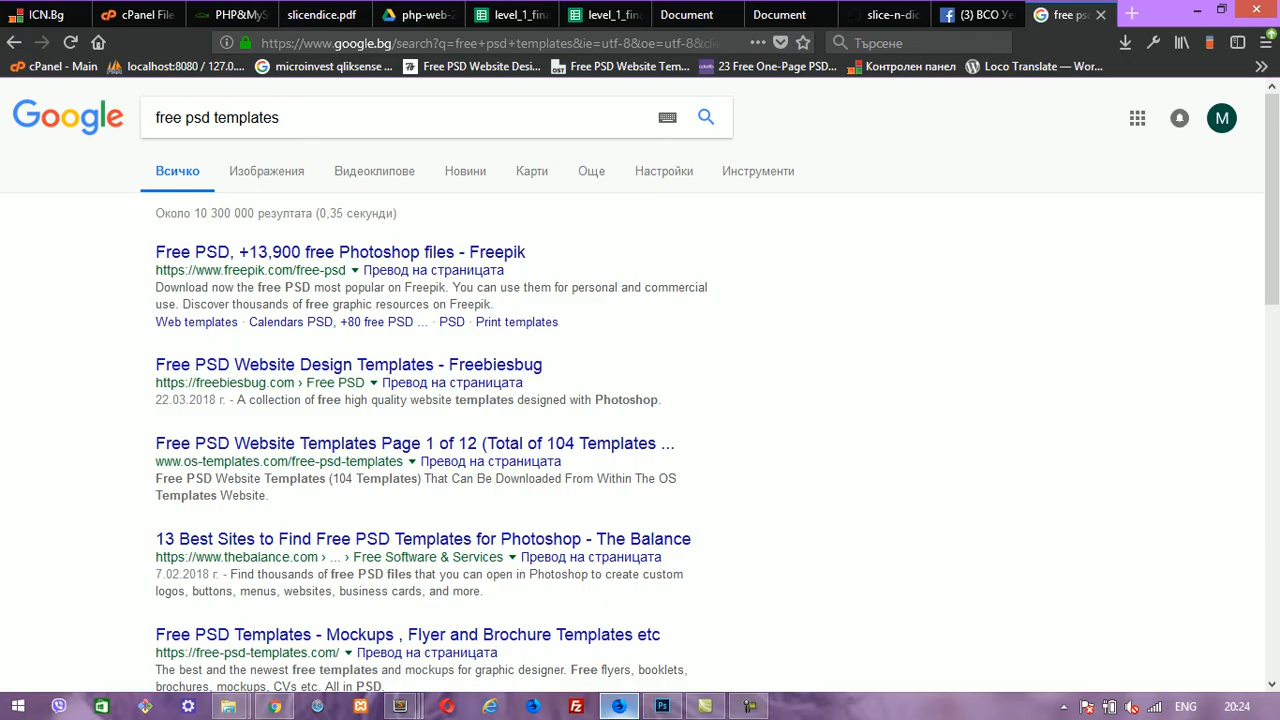 ICN.Bg
cPanel File
PHP&MyS
slicendice.pdf
php-web-
level_1_fina
level_1_fina
Document
Document
slice-n-dic
(3) ВСО Уе
free psd
https://www.google.bg/search?q=free+psd+templates&ie=utf-8&oe=utf-8&clie
Търсене
cPanel - Main
localhost:8080 / 127.0....
microinvest qliksense ...
Free PSD Website Desi...
Free PSD Website Tem...
23 Free One-Page PSD...
Контролен панел
Loco Translate — Wor...
Google
free psd templates
M
Всичко
Изображения
Видеоклипове
Новини
Карти
Още
Настройки
Инструменти
Около 10 300 000 резултата (0,35 секунди)
Free PSD, +13,900 free Photoshop files - Freepik
https://www.freepik.com/free-psd ▼ Превод на страницата
Download now the free PSD most popular on Freepik. You can use them for personal and commercial
use. Discover thousands of free graphic resources on Freepik.
Web templates · Calendars PSD, +80 free PSD ... · PSD · Print templates
Free PSD Website Design Templates - Freebiesbug
https://freebiesbug.com › Free PSD ▼ Превод на страницата
22.03.2018 г. - A collection of free high quality website templates designed with Photoshop.
Free PSD Website Templates Page 1 of 12 (Total of 104 Templates ...
www.os-templates.com/free-psd-templates ▼ Превод на страницата
Free PSD Website Templates (104 Templates) That Can Be Downloaded From Within The OS
Templates Website.
13 Best Sites to Find Free PSD Templates for Photoshop - The Balance
https://www.thebalance.com › ... › Free Software & Services ▼ Превод на страницата
7.02.2018 г. - Find thousands of free PSD files that you can open in Photoshop to create custom
logos, buttons, menus, websites, business cards, and more.
Free PSD Templates - Mockups , Flyer and Brochure Templates etc
https://free-psd-templates.com/ ▼ Превод на страницата
The best and the newest free templates and mockups for graphic designer. Free flyers, booklets,
brochures, mockups, CVs etc. All in PSD.
ENG
20:24